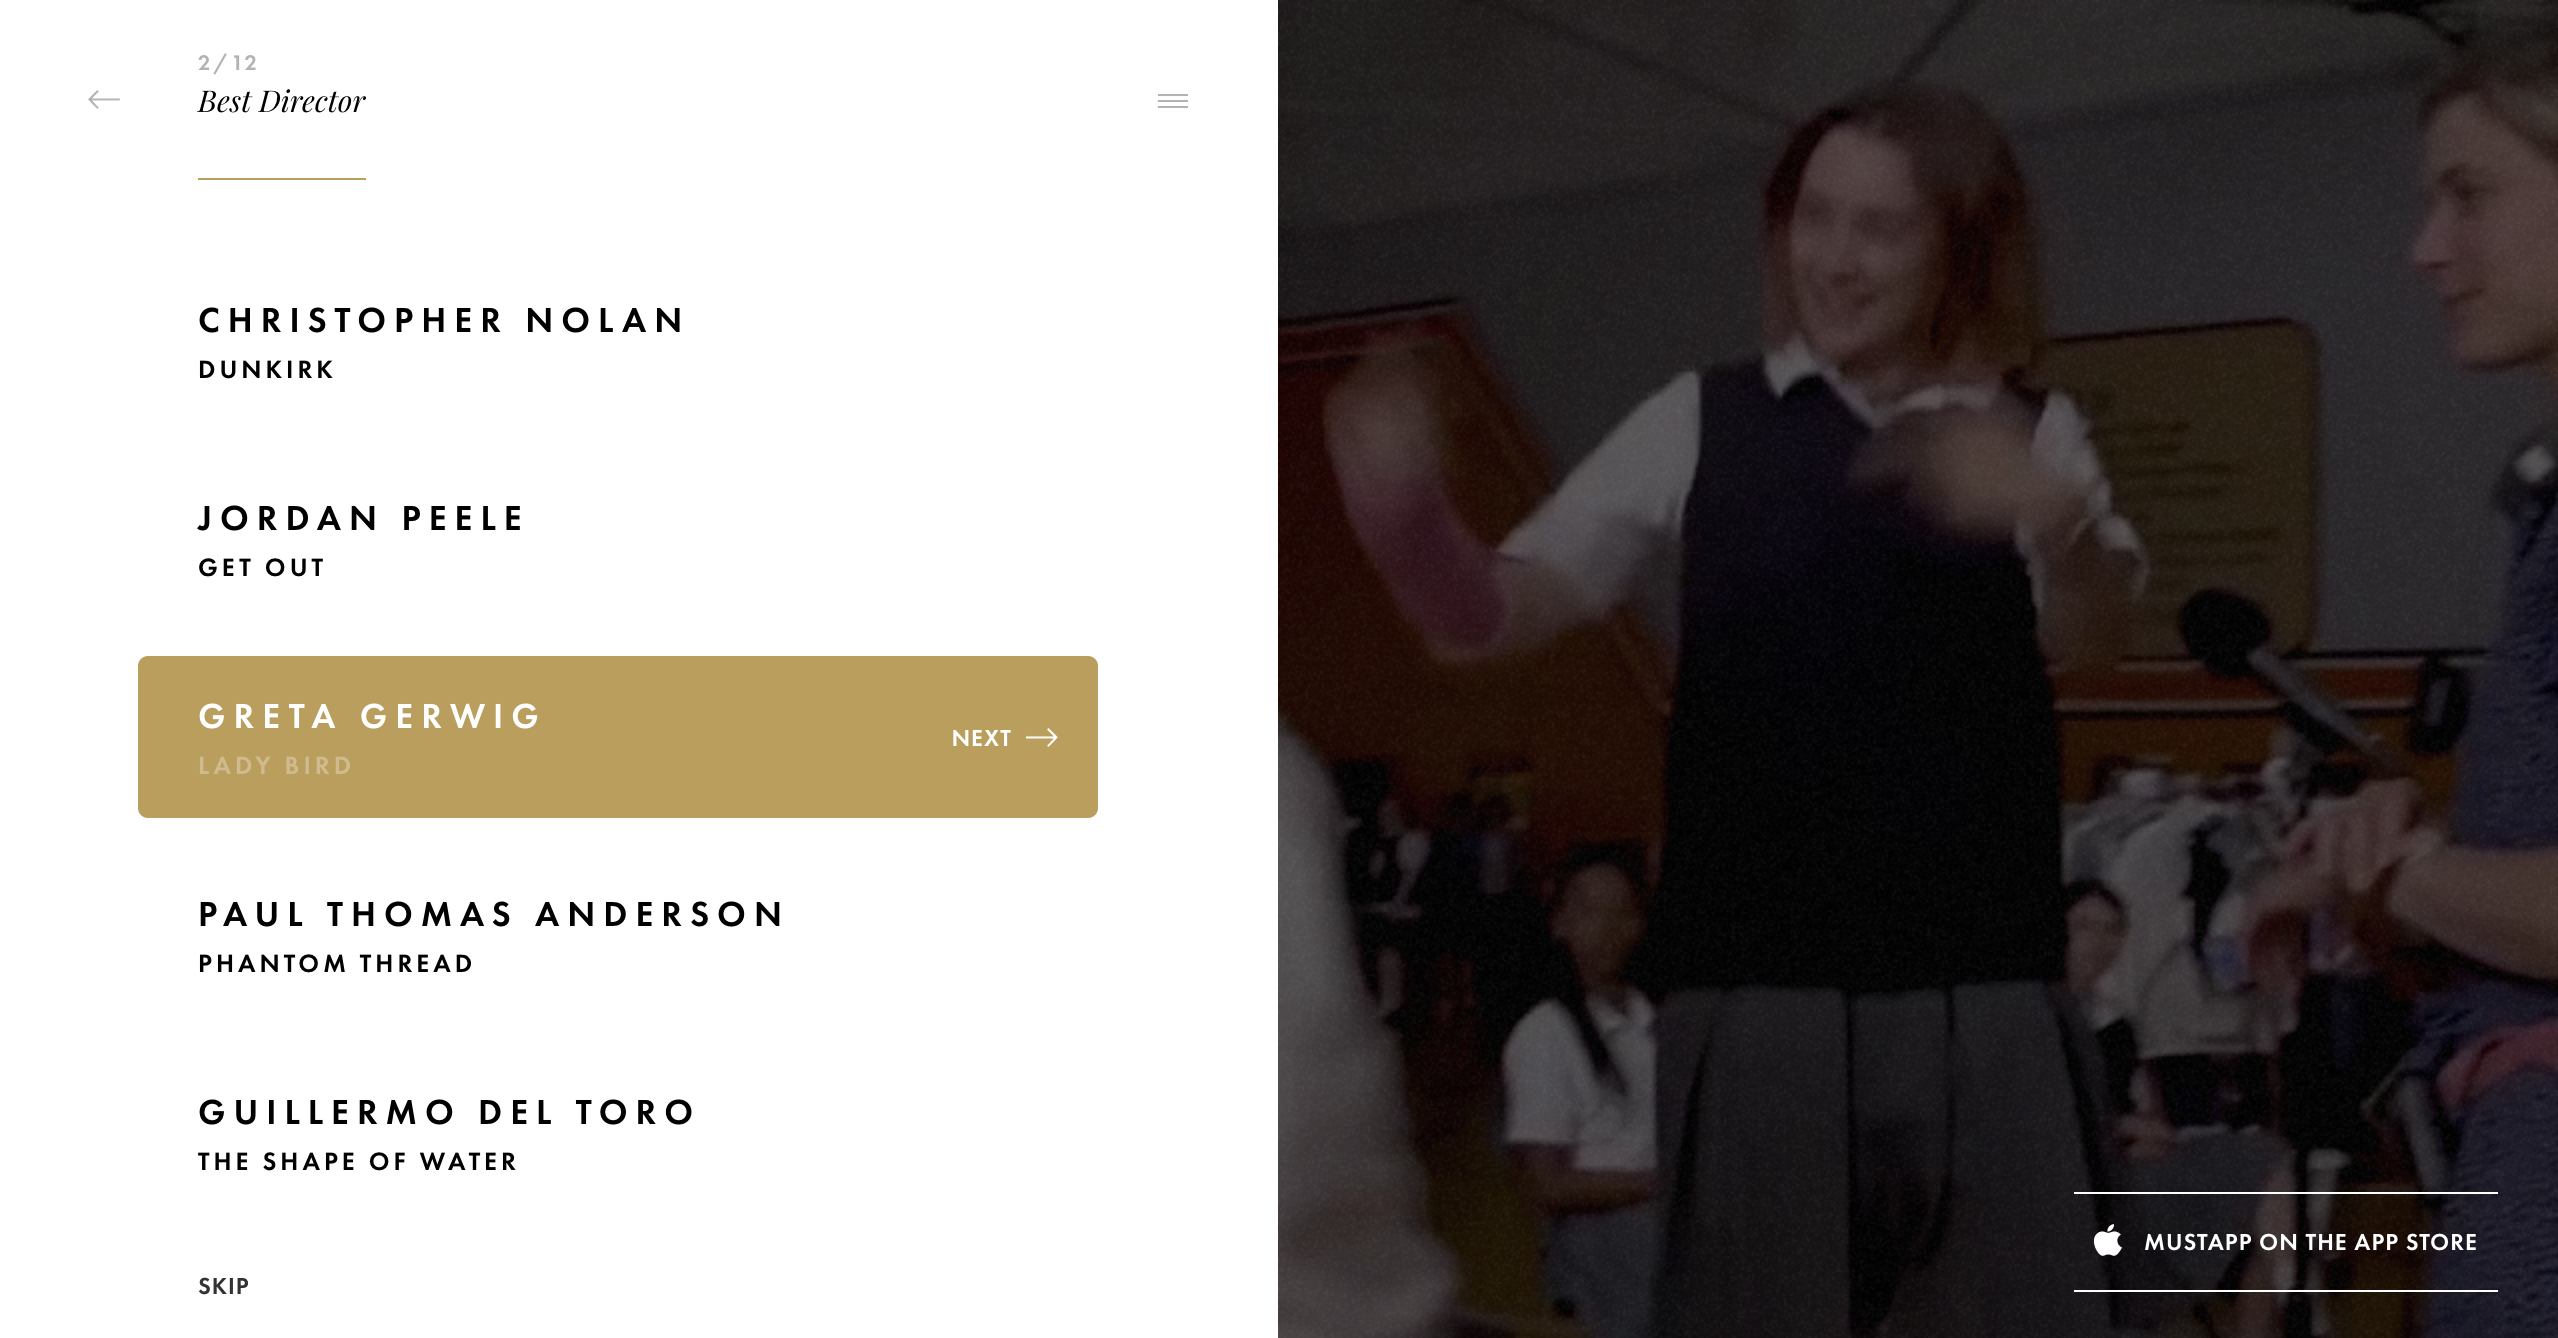 2/12
Best Director
CHRISTOPHER NOLAN
DUNKIRK
JORDAN PEELE
GET OUT
GRETA GERWIG
LADY BIRD
NEXT
PAUL THOMAS ANDERSON
PHANTOM THREAD
GUILLERMO DEL TORO
THE SHAPE OF WATER
SKIP
MUSTAPP ON THE APP STORE